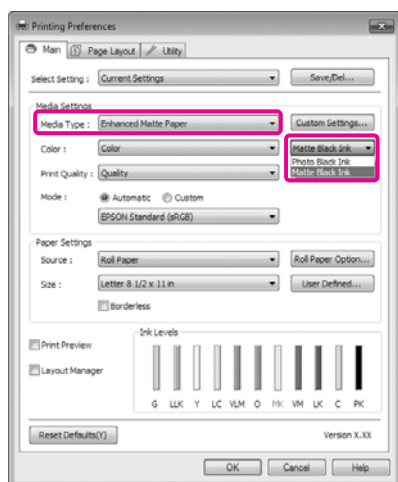 Printing Preferences
Main Page Layout Utility
Select Setting : Current Settings Save/Del...
Media Settings
Media Type : Enhanced Matte Paper Custom Settings...
Color : Color Matte Black Ink
Photo Black Ink
Print Quality : Quality Matte Black Ink
Mode : Automatic Custom
EPSON Standard (sRGB)
Paper Settings
Source : Roll Paper Roll Paper Option...
Size : Letter 8 1/2 x 11 in User Defined...
Borderless
Ink Levels
Print Preview
Layout Manager
G LLK Y LC VLM O MK VM LK C PK
Reset Defaults(Y) Version X.XX
OK Cancel Help